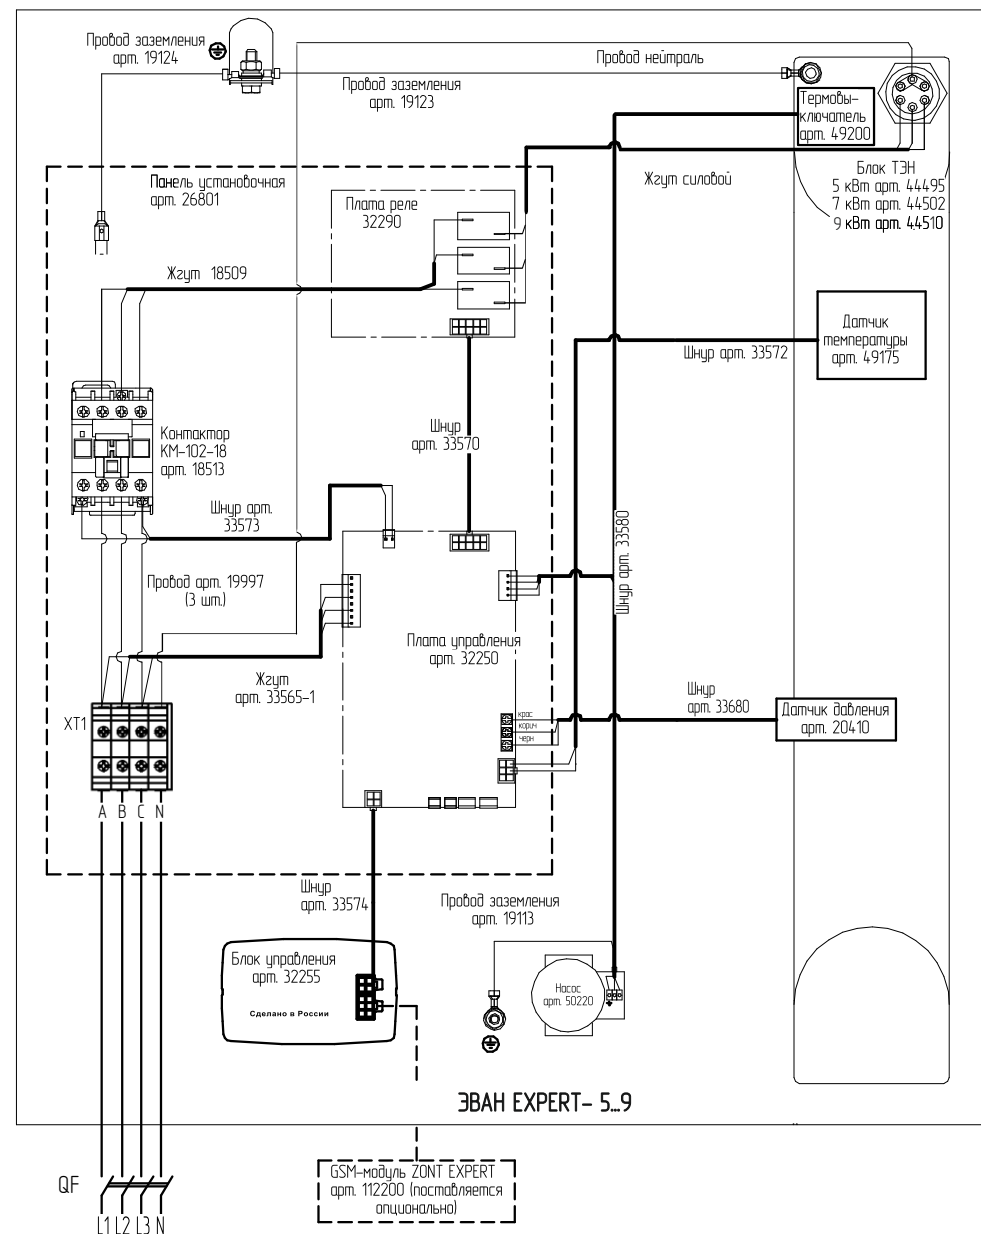 Провод заземления
арт. 19124
Провод нейтраль
Провод заземления
арт. 19123
Термовы-
ключатель
арт. 49200
Жгут силовой
Блок ТЭН
5 кВт арт. 44495
7 кВт арт. 44502
9 кВт арт. 44510
Панель установочная
арт. 26801
Плата реле
32290
Жгут 18509
Датчик
температуры
арт. 49175
Шнур арт. 33572
Шнур
арт. 33570
Контактор
КМ-102-18
арт. 18513
Шнур арт.
33573
Шнур арт. 33580
Провод арт. 19997
(3 шт.)
Плата управления
арт. 32250
Жгут
арт. 33565-1
Шнур
арт. 33680
Датчик давления
арт. 20410
крас
корич
черн
XT1
A B C N
Шнур
арт. 33574
Провод заземления
арт. 19113
Блок управления
арт. 32255
Сделано в России
Насос
арт. 50220
ЭВАН EXPERT- 5...9
GSM-модуль ZONT EXPERT
арт. 112200 (поставляется
опционально)
QF
L1 L2 L3 N